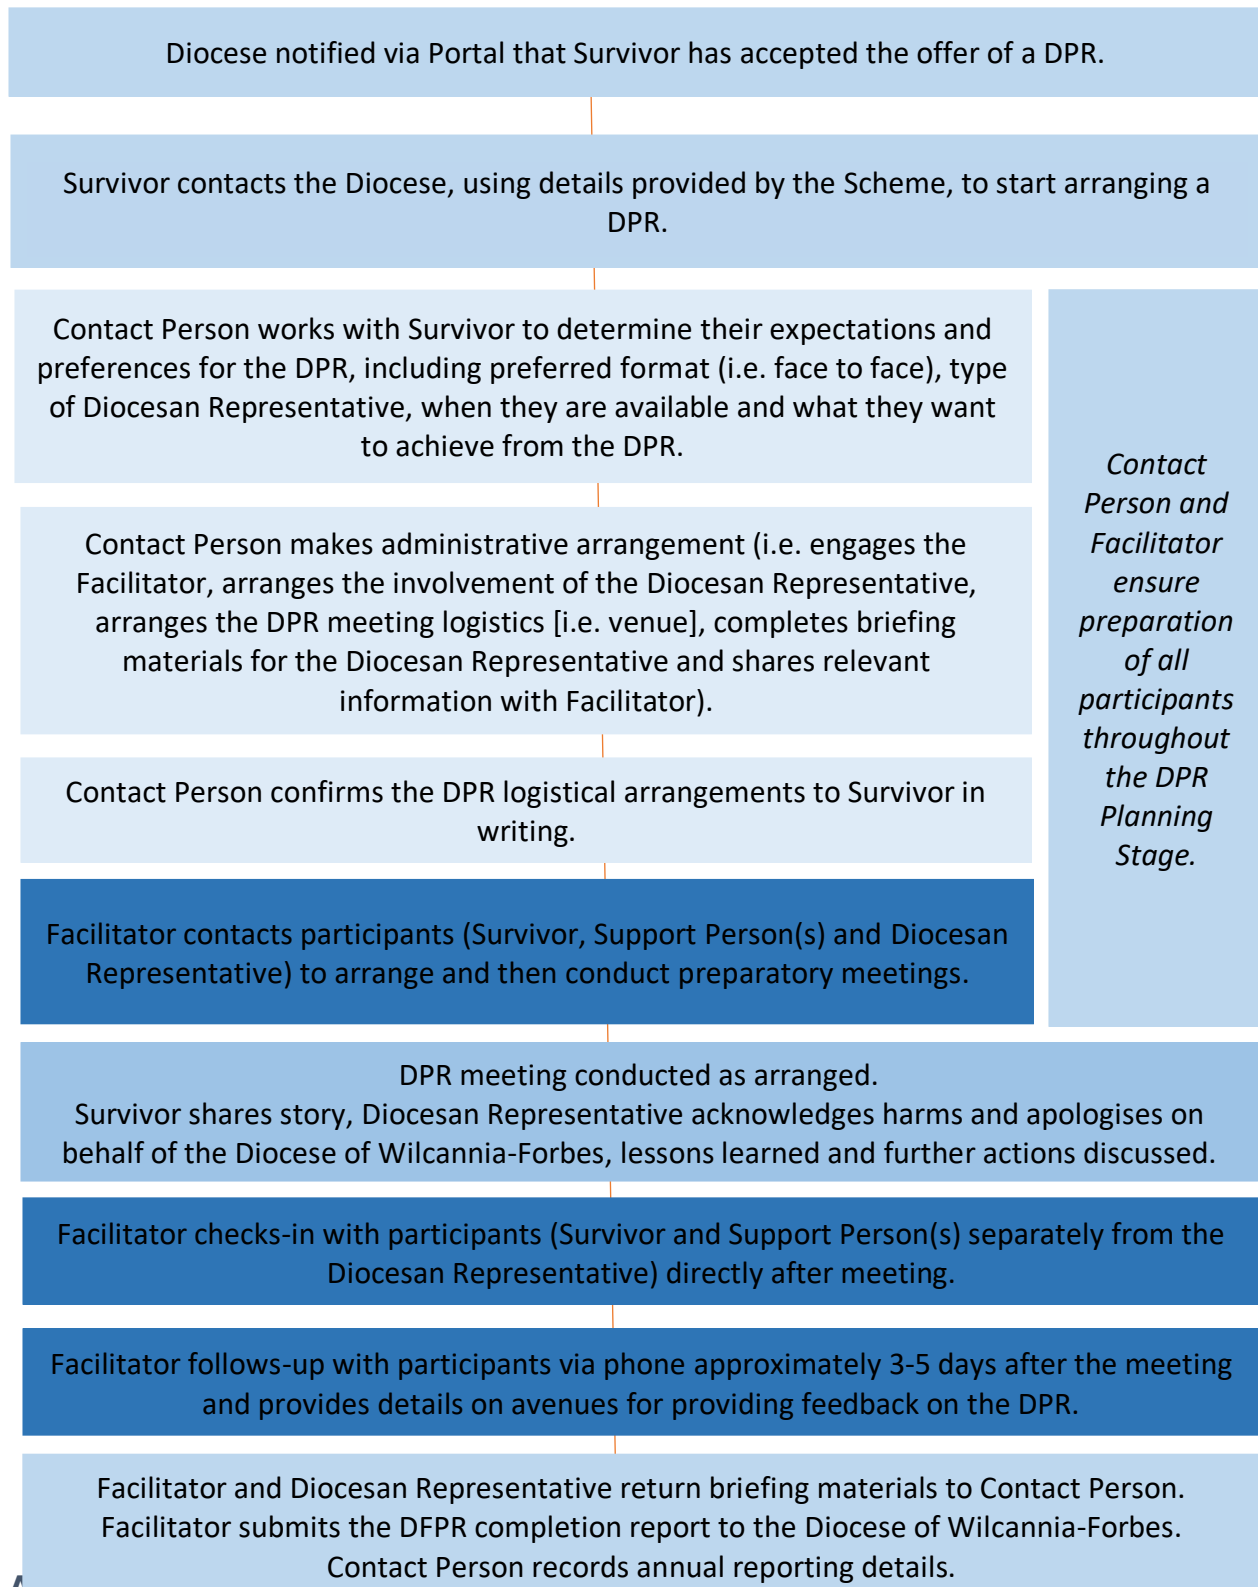 Diocese notified via Portal that Survivor has accepted the offer of a DPR.
Survivor contacts the Diocese, using details provided by the Scheme, to start arranging a
DPR.
Contact Person works with Survivor to determine their expectations and
preferences for the DPR, including preferred format (i.e. face to face), type
of Diocesan Representative, when they are available and what they want
to achieve from the DPR.
Contact Person makes administrative arrangement (i.e. engages the
Facilitator, arranges the involvement of the Diocesan Representative,
arranges the DPR meeting logistics [i.e. venue], completes briefing
materials for the Diocesan Representative and shares relevant
information with Facilitator).
Contact Person confirms the DPR logistical arrangements to Survivor in
writing.
Facilitator contacts participants (Survivor, Support Person(s) and Diocesan
Representative) to arrange and then conduct preparatory meetings.
Contact
Person and
Facilitator
ensure
preparation
of all
participants
throughout
the DPR
Planning
Stage.
DPR meeting conducted as arranged.
Survivor shares story, Diocesan Representative acknowledges harms and apologises on
behalf of the Diocese of Wilcannia-Forbes, lessons learned and further actions discussed.
Facilitator checks-in with participants (Survivor and Support Person(s) separately from the
Diocesan Representative) directly after meeting.
Facilitator follows-up with participants via phone approximately 3-5 days after the meeting
and provides details on avenues for providing feedback on the DPR.
Facilitator and Diocesan Representative return briefing materials to Contact Person.
Facilitator submits the DFPR completion report to the Diocese of Wilcannia-Forbes.
Contact Person records annual reporting details.